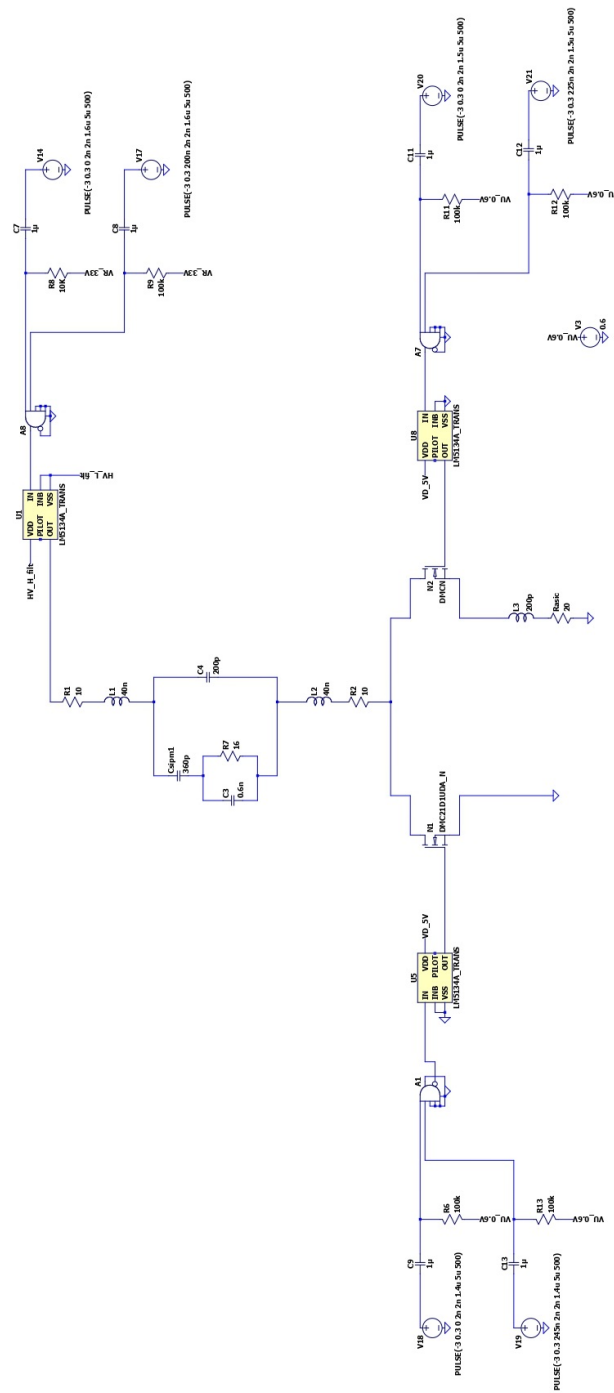 V14
PULSE(-3 0.3 0 2n 2n 1.6u 5u 500)
C7
1µ
R8
10K
VR_33V
V17
PULSE(-3 0.3 200n 2n 2n 1.6u 5u 500)
C8
1µ
R9
100k
VR_33V
A8
U1
VDD
IN
PILOT
INB
OUT
VSS
LM5134A_TRANS
HV_H_filt
HV_L_filt
R1
10
L1
40n
C4
200p
Csipm1
360p
R7
16
C3
0.6n
L2
40n
R2
10
V20
PULSE(-3 0.3 0 2n 2n 1.5u 5u 500)
C11
1µ
R11
100k
VU_0.6V
V21
PULSE(-3 0.3 225n 2n 2n 1.5u 5u 500)
C12
1µ
R12
100k
U_0.6V
A7
V3
0.6
VU_0.6V
U8
VDD
IN
PILOT
INB
OUT
VSS
LM5134A_TRANS
VD_5V
N2
DMCN
L3
200p
Rasic
20
N1
DMC21D1UDA_N
VD_5V
U5
IN
VDD
INB
PILOT
VSS
OUT
LM5134A_TRANS
A1
R6
100k
VU_0.6V
R13
100k
VU_0.6V
C9
1µ
C13
1µ
V18
PULSE(-3 0.3 0 2n 2n 1.4u 5u 500)
V19
PULSE(-3 0.3 245n 2n 2n 1.4u 5u 500)